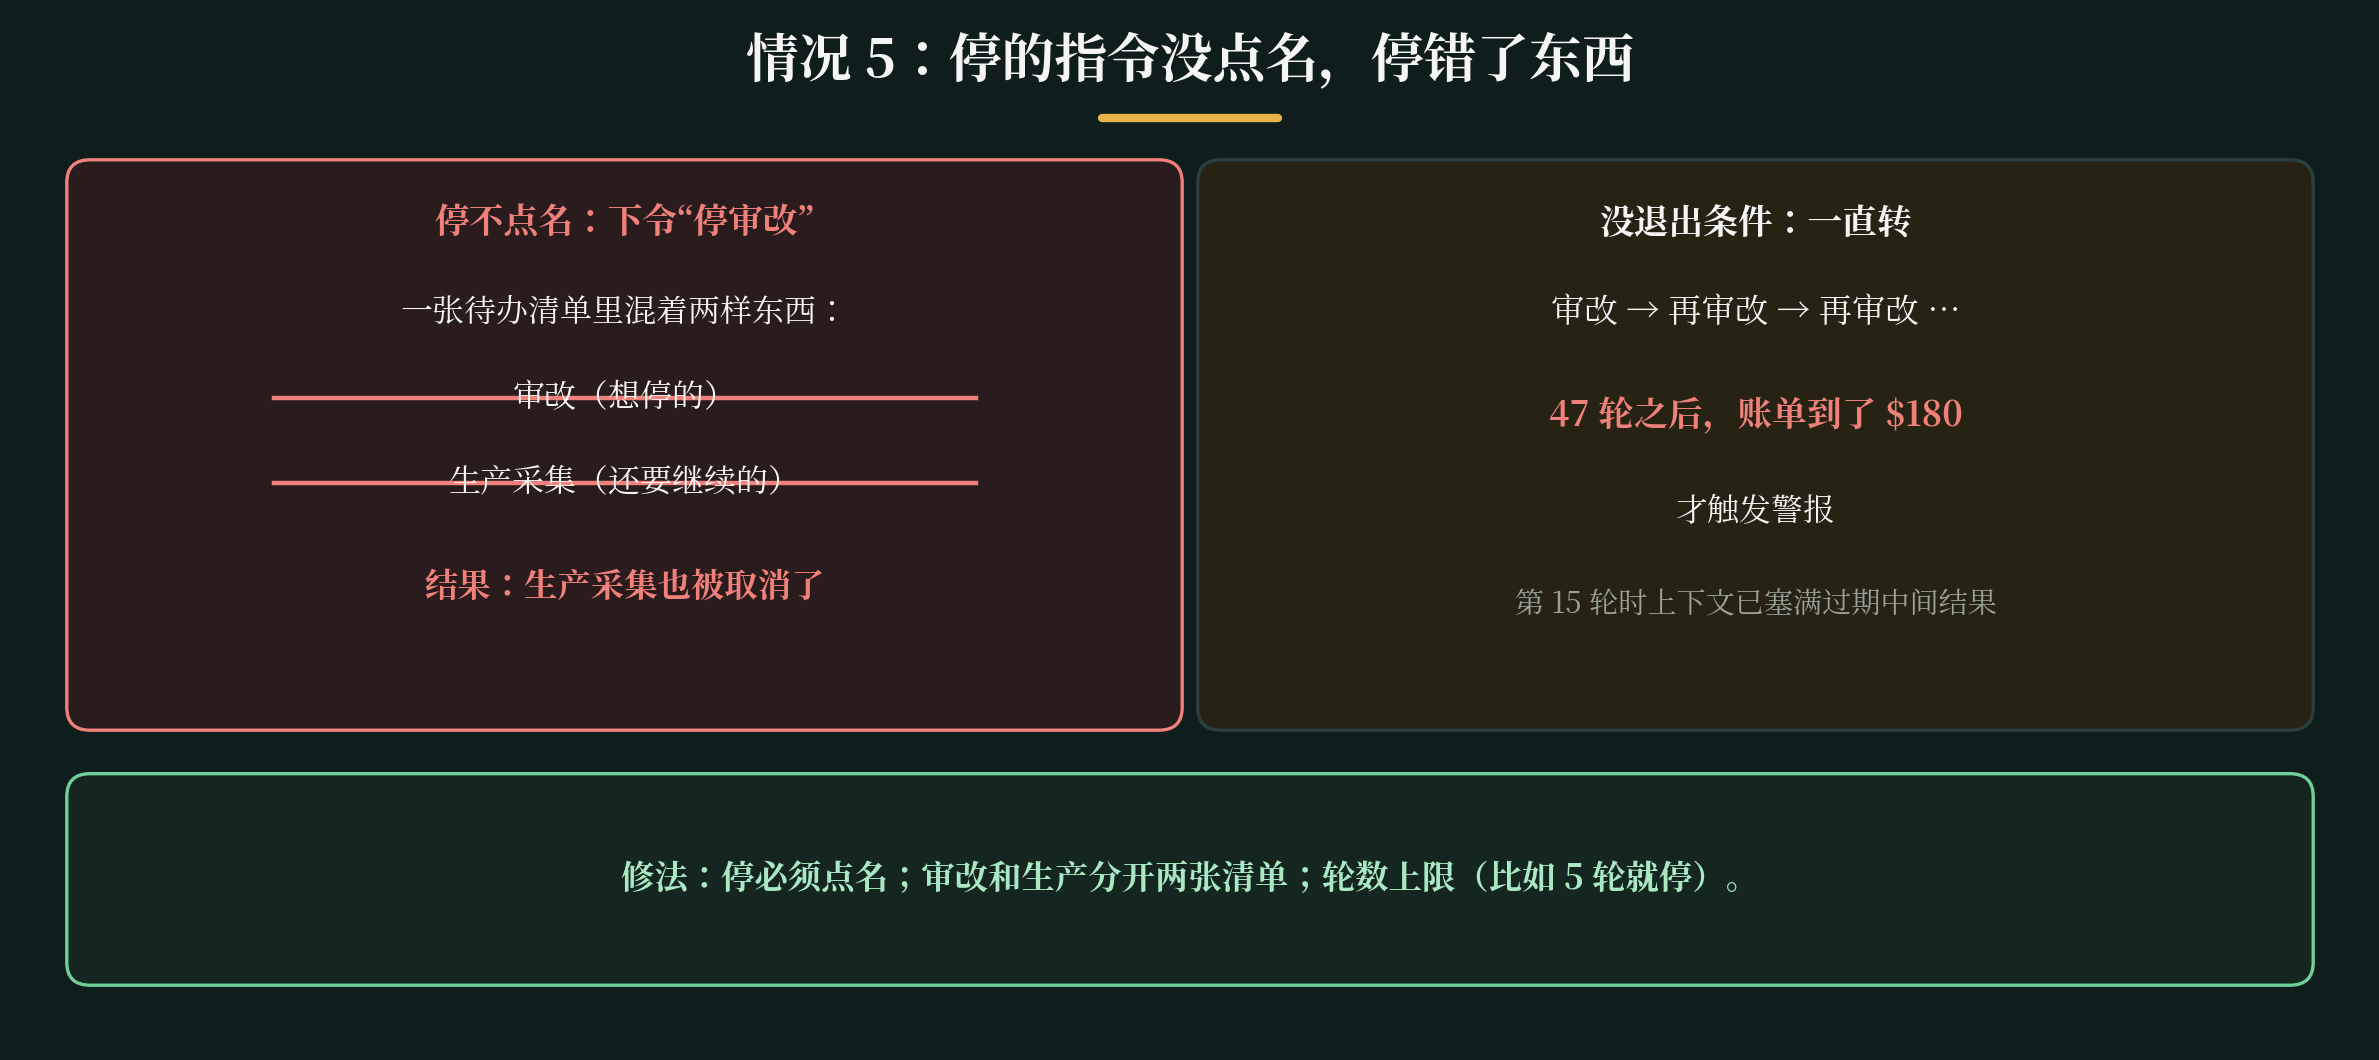 情况 5：停的指令没点名，停错了东西
停不点名：下令“停审改”
一张待办清单里混着两样东西：
审改（想停的）
生产采集（还要继续的）
结果：生产采集也被取消了
没退出条件：一直转
审改 → 再审改 → 再审改 …
47 轮之后，账单到了 $180
才触发警报
第 15 轮时上下文已塞满过期中间结果
修法：停必须点名；审改和生产分开两张清单；轮数上限（比如 5 轮就停）。